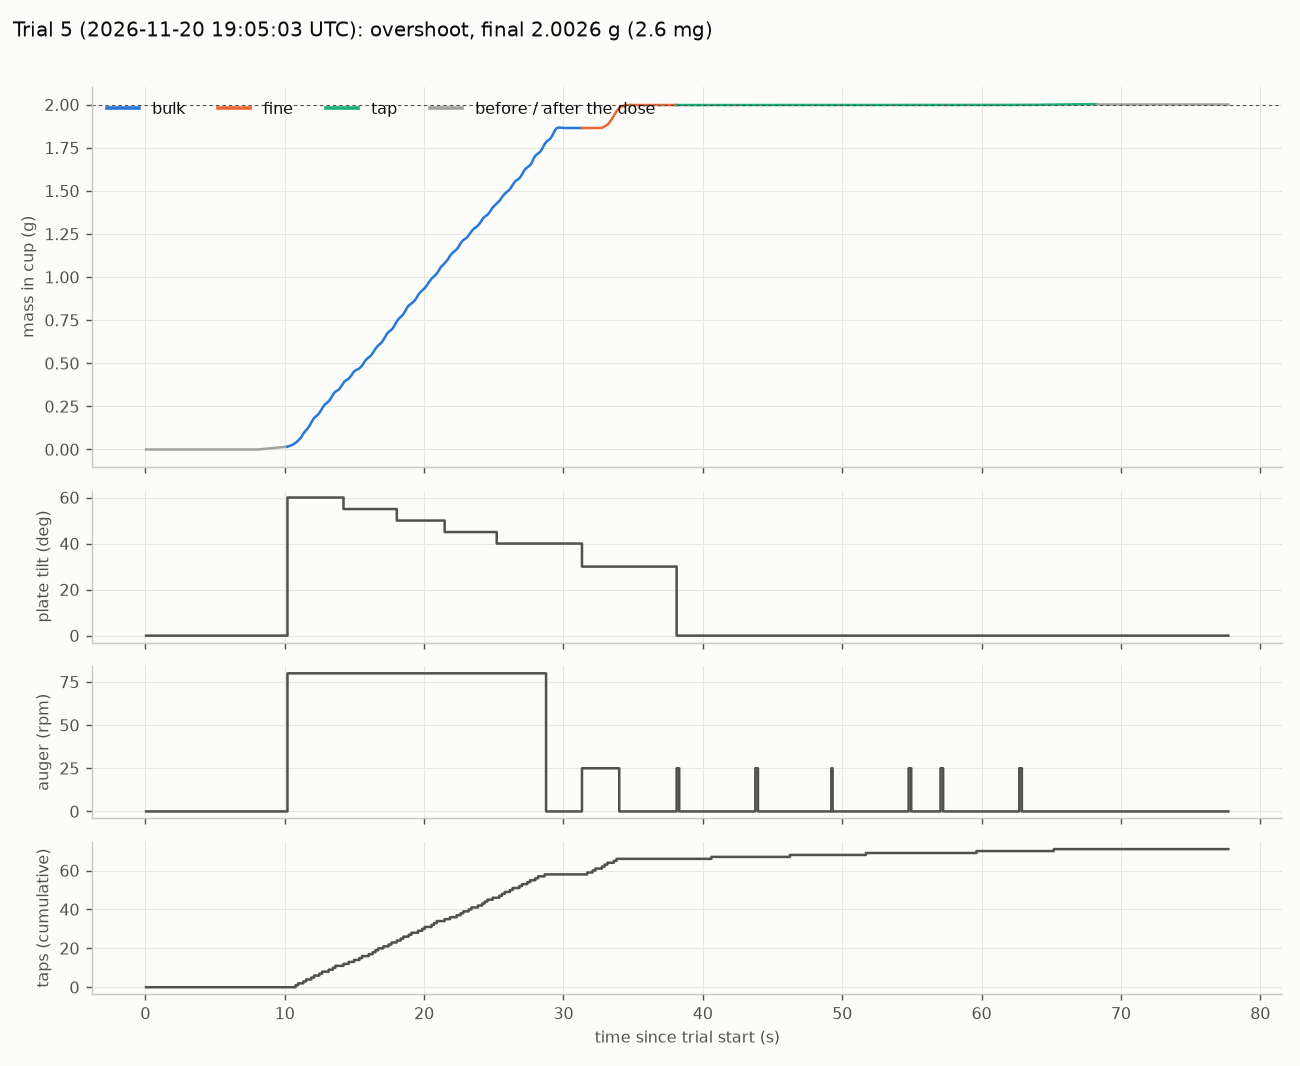 Trial 5 (2026-11-20 19:05:03 UTC): overshoot, final 2.0026 g (2.6 mg)
bulk fine tap before / after the dose
mass in cup (g)
2.00
1.75
1.50
1.25
1.00
0.75
0.50
0.25
0.00
plate tilt (deg)
60
40
20
0
auger (rpm)
75
50
25
0
taps (cumulative)
60
40
20
0
0 10 20 30 40 50 60 70 80
time since trial start (s)